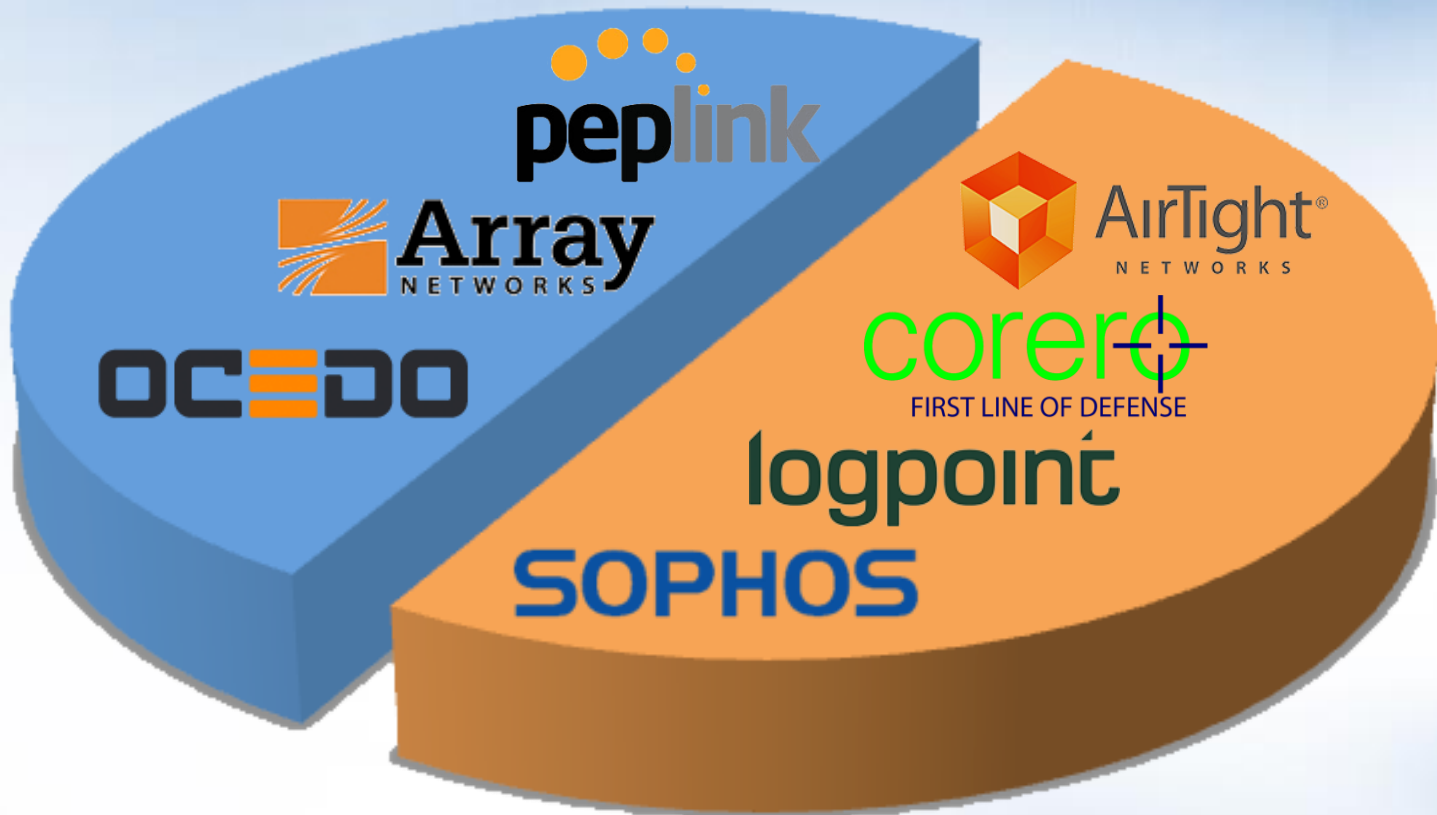 peplink
Array
NETWORKS
OCEDO
AirTight®
NETWORKS
corero
FIRST LINE OF DEFENSE
logpoint
SOPHOS